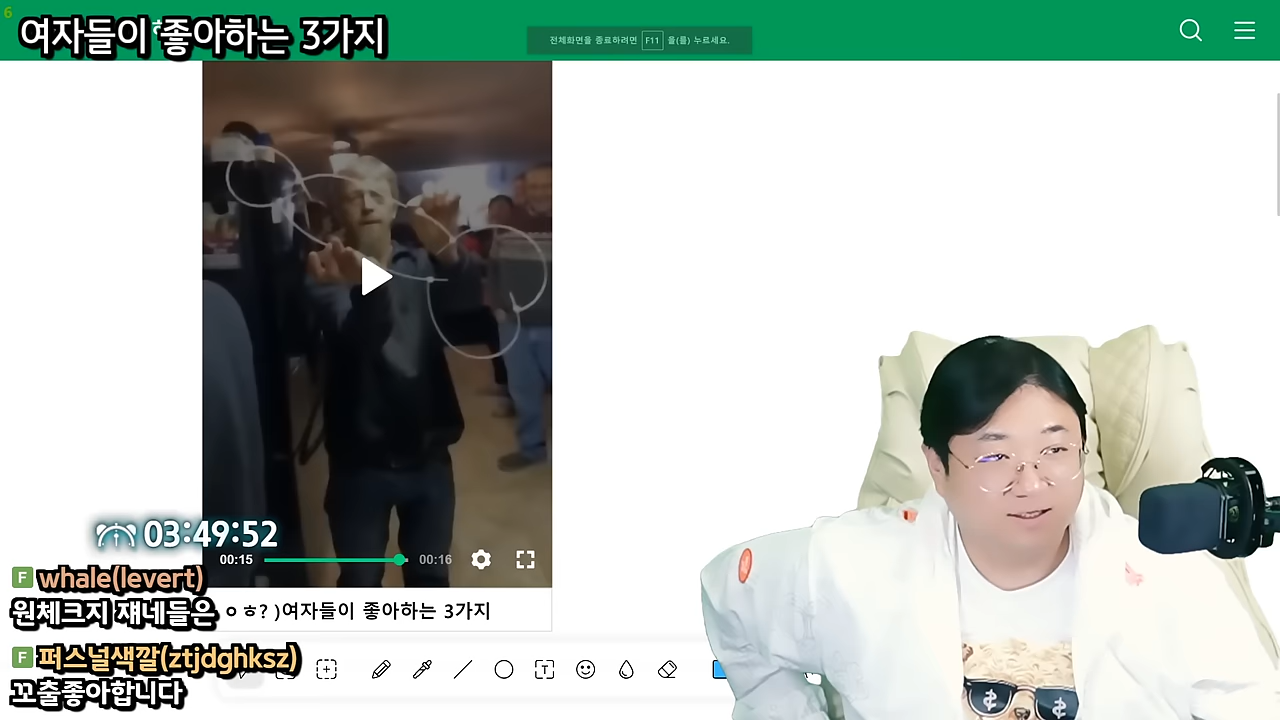 6
여자들이 좋아하는 3가지
전체화면을 종료하려면 F11 을(를) 누르세요.
03:49:52
00:15
00:16
F whale(levert)
원체크지 쟤네들은
ㅇㅎ? )여자들이 좋아하는 3가지
F 퍼스널색깔(ztjdghksz)
꼬출좋아합니다
T